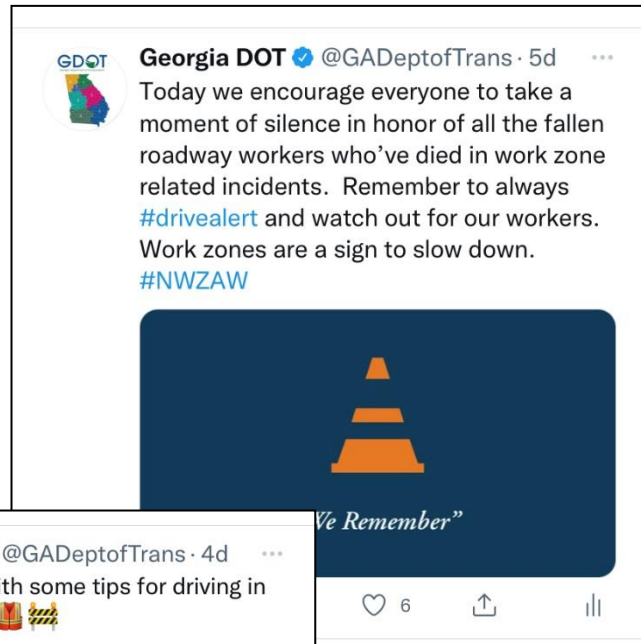 GDOT
Georgia DOT @GADeptofTrans · 5d
Today we encourage everyone to take a
moment of silence in honor of all the fallen
roadway workers who’ve died in work zone
related incidents.  Remember to always
#drivealert and watch out for our workers.
Work zones are a sign to slow down.
#NWZAW
Remember”
6
@GADeptofTrans · 4d
with some tips for driving in